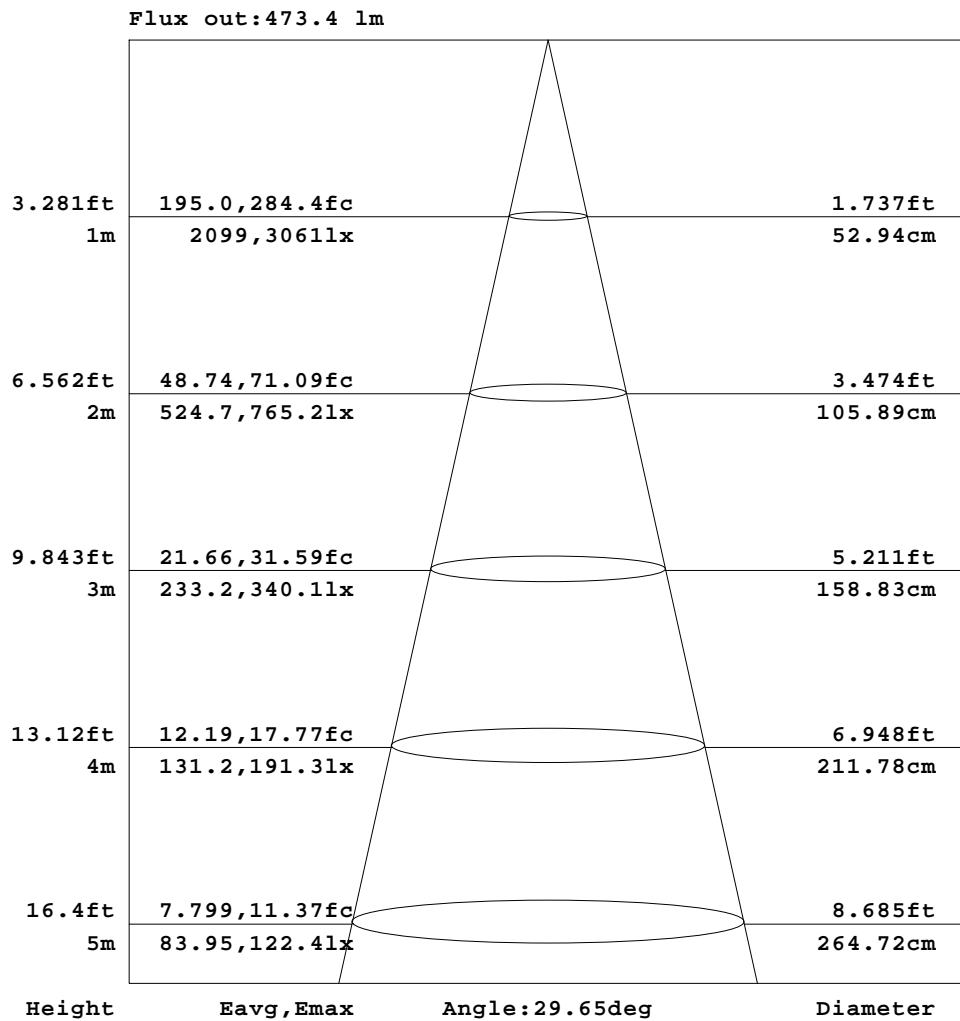 Flux out:473.4 lm
3.281ft 195.0,284.4fc 1.737ft
1m 2099,3061lx 52.94cm
6.562ft 48.74,71.09fc 3.474ft
2m 524.7,765.2lx 105.89cm
9.843ft 21.66,31.59fc 5.211ft
3m 233.2,340.1lx 158.83cm
13.12ft 12.19,17.77fc 6.948ft
4m 131.2,191.3lx 211.78cm
16.4ft 7.799,11.37fc 8.685ft
5m 83.95,122.4lx 264.72cm
Height Eavg,Emax Angle:29.65deg Diameter